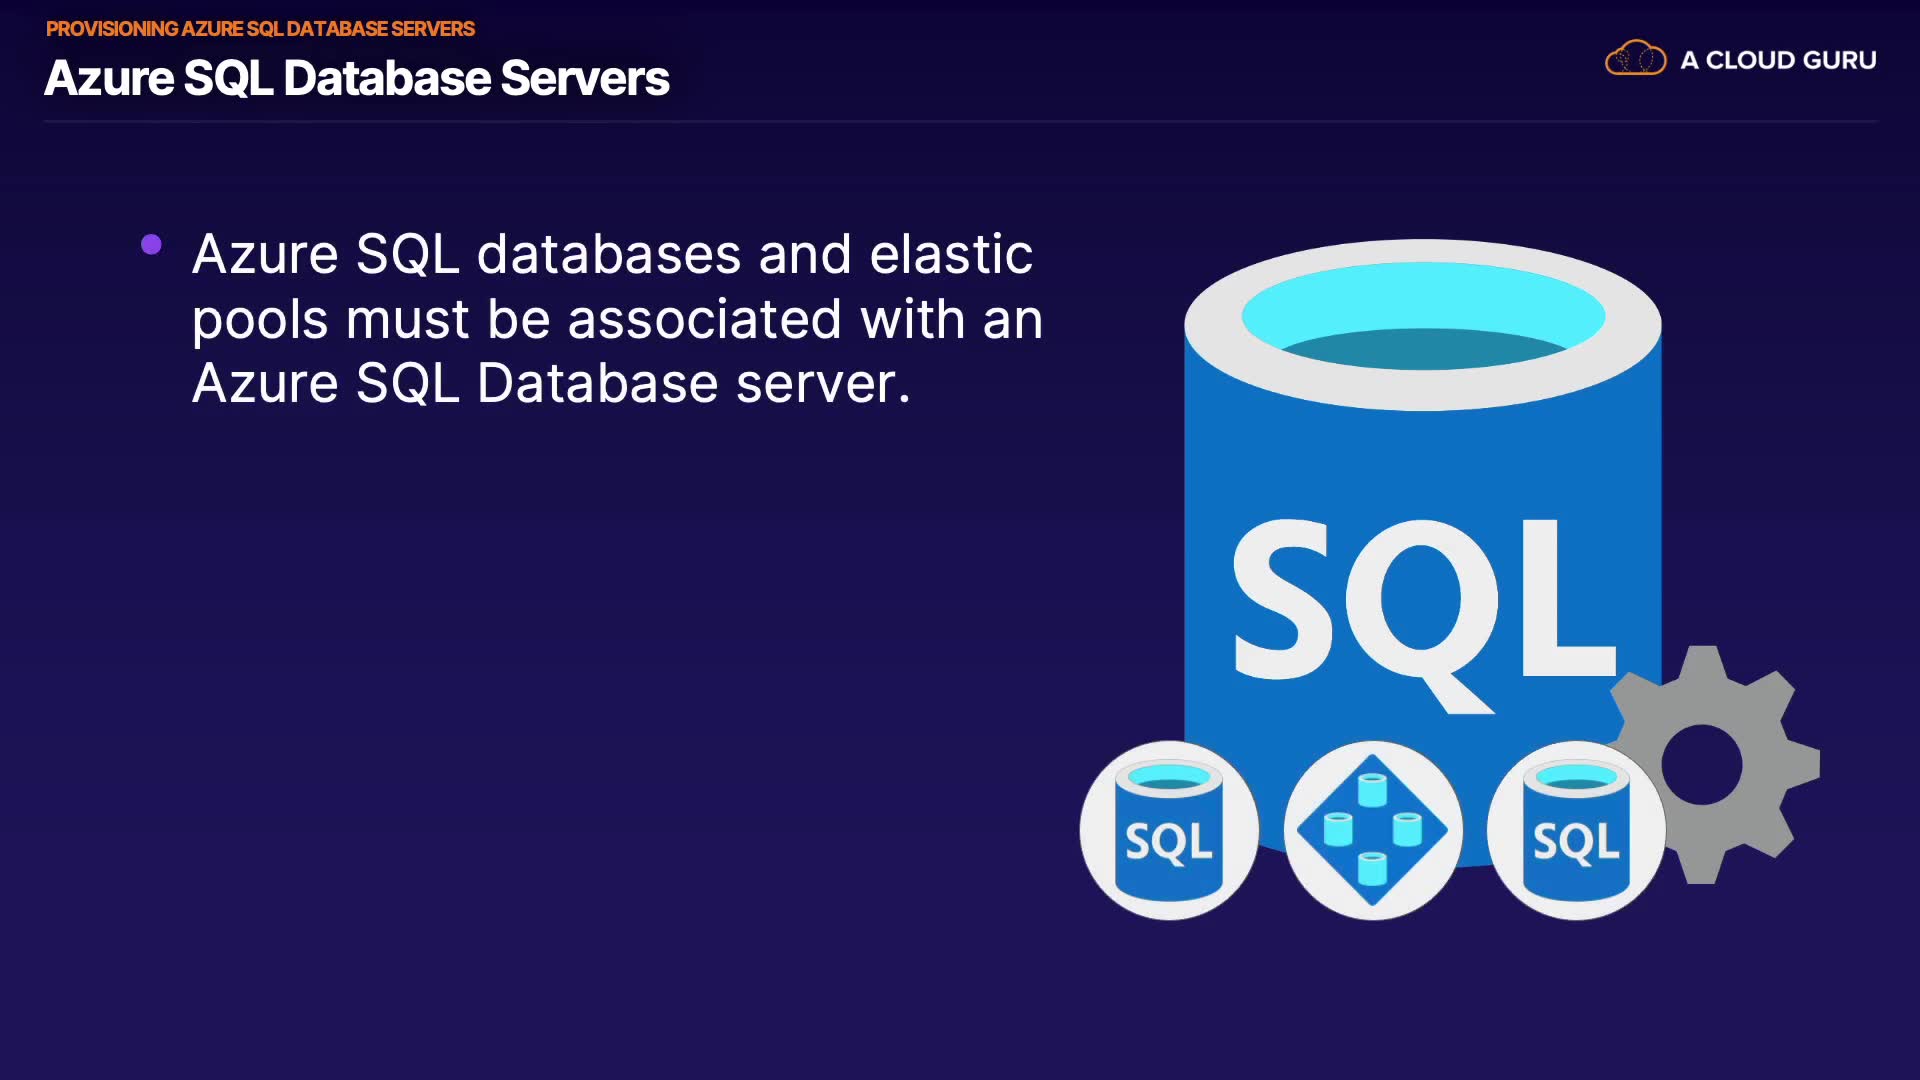 PROVISIONING AZURE SQL DATABASE SERVERS
Azure SQL Database Servers
A CLOUD GURU
Azure SQL databases and elastic
pools must be associated with an
Azure SQL Database server.
SQL
SQL
SQL